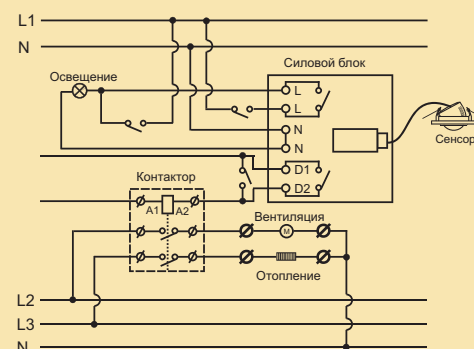 L1
N
Силовой блок
Освещение
L
L
N
N
Сенсор
D1
D2
Контактор
A1 A2
Вентиляция
M
Отопление
L2
L3
N